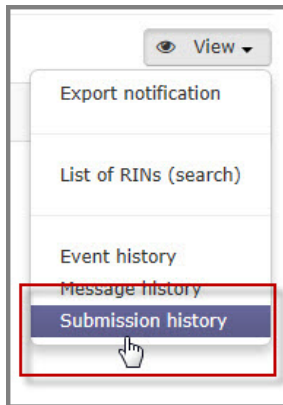 View
Export notification
List of RINs (search)
Event history
Message history
Submission history